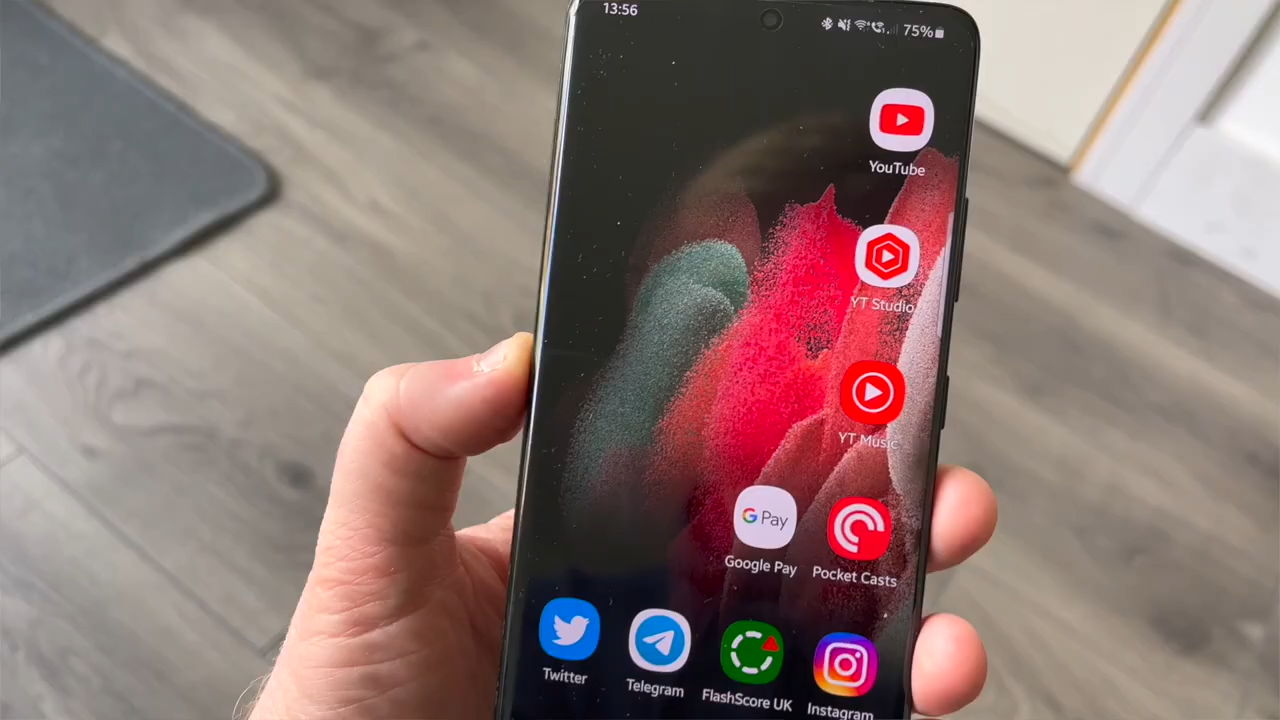 13:56
75%
YouTube
YT Studio
YT Music
G Pay
Google Pay
Pocket Casts
Twitter
Telegram
FlashScore UK
Instagram